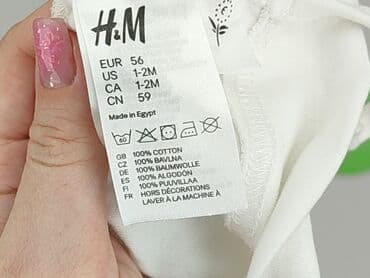 H&M
EUR 56
US 1-2M
CA 1-2M
CN 59
Made in Egypt
60
GB 100% COTTON
CZ 100% BAVLNA
DE 100% BAUMWOLLE
ES 100% ALGODÓN
FI 100% PUUVILLAA
FR HORS DÉCORATIONS
LAVER À LA MACHINE À